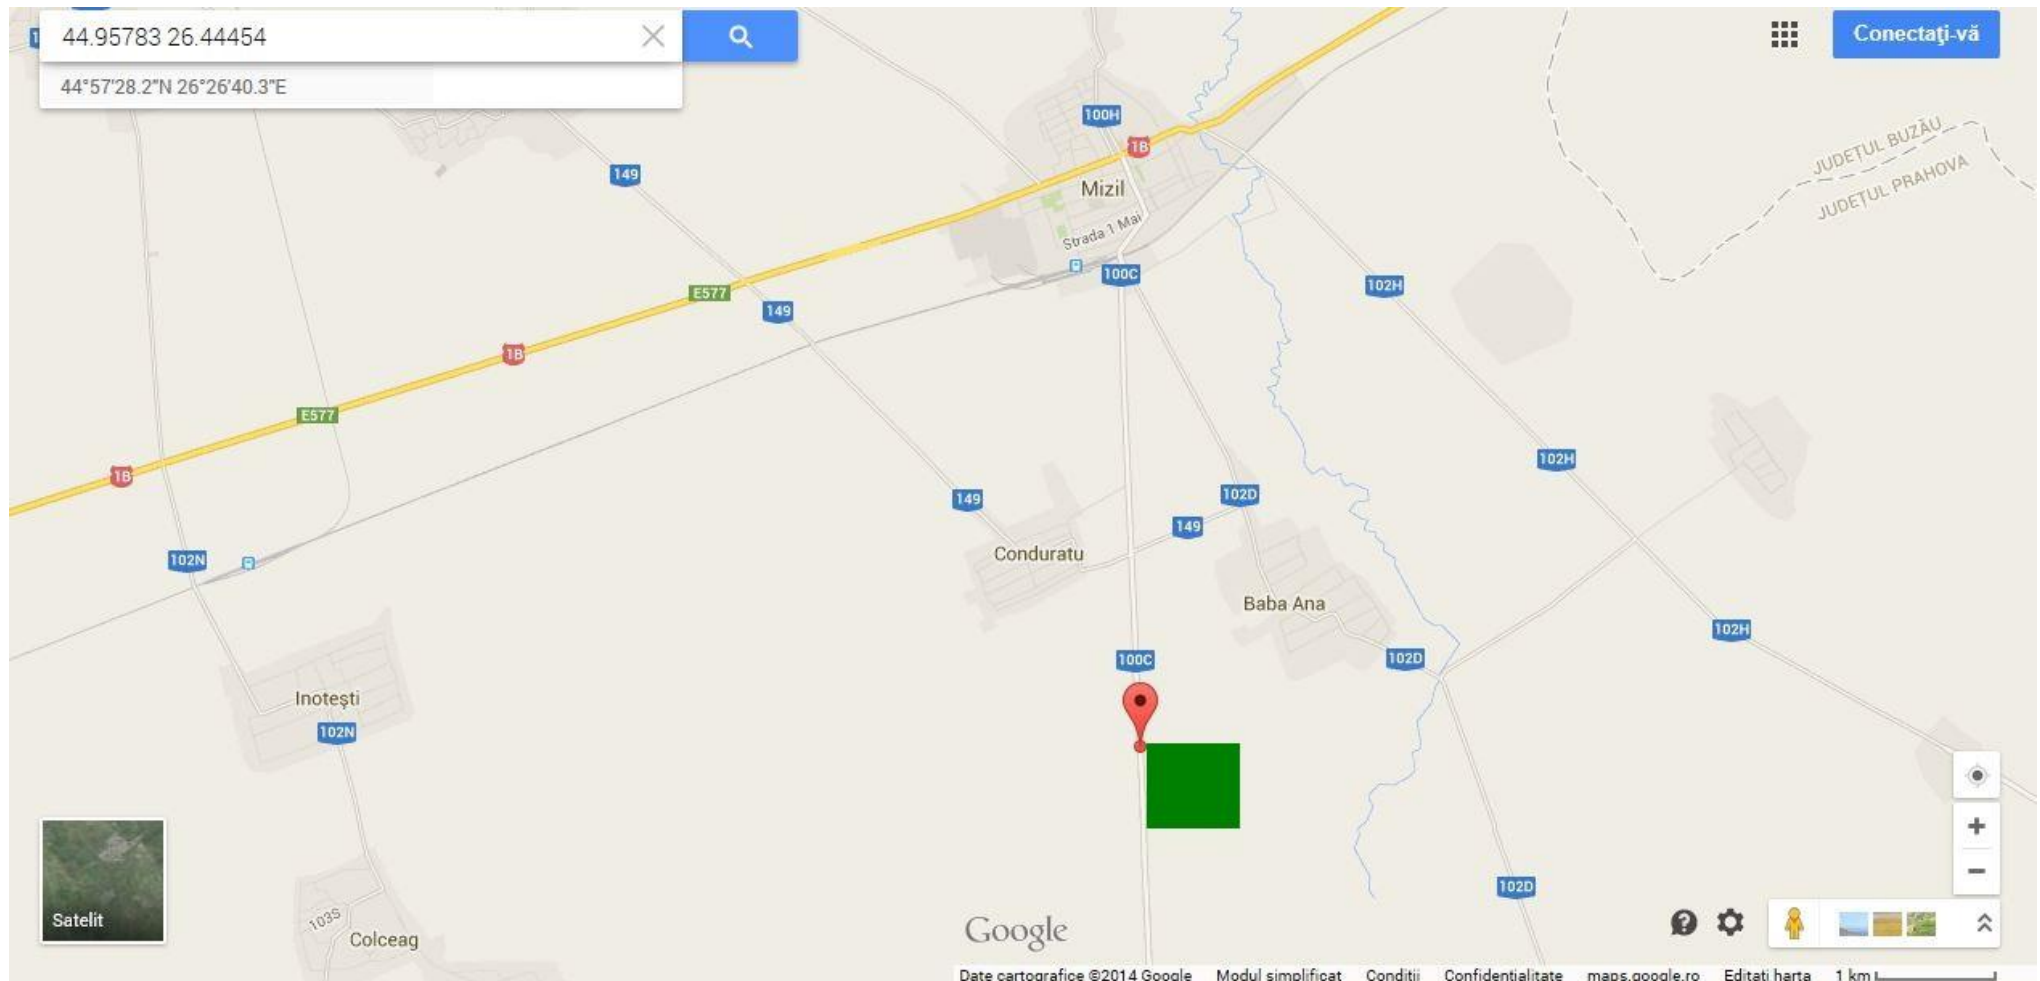 44.95783 26.44454
Conectaţi-vă
44°57'28.2"N 26°26'40.3"E
100H
JUDEŢUL BUZĂU
1B
149
JUDEŢUL PRAHOVA
Mizil
Strada 1 Mai
100C
102H
E577
149
1B
E577
102H
1B
102D
149
149
Conduratu
102N
Baba Ana
102H
100C
102D
Inoteşti
102N
102D
Satelit
103S
Google
Colceag
Date cartografice ©2014 Google Modul simplificat Condiţii Confidenţialitate maps.google.ro Editaţi harta 1 km